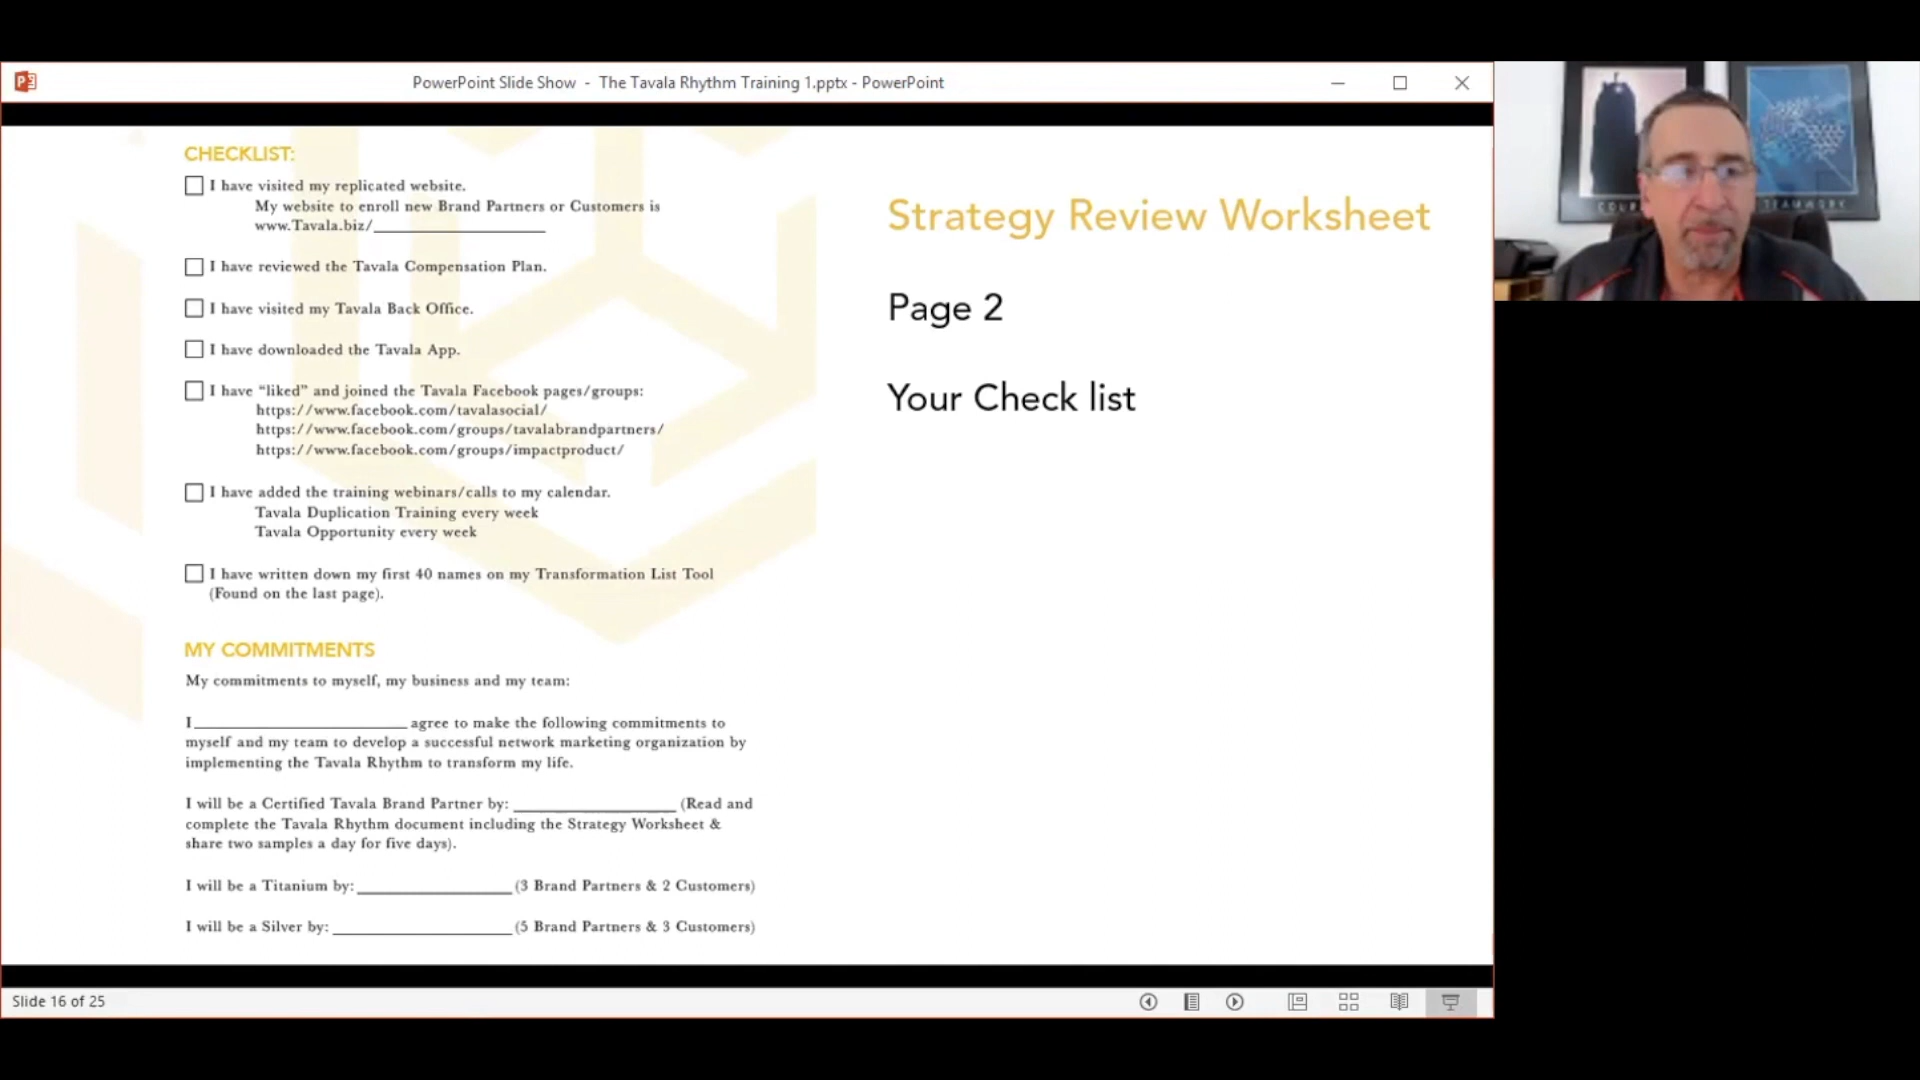 PowerPoint Slide Show - The Tavala Rhythm Training 1.pptx - PowerPoint
CHECKLIST:
I have visited my replicated website.
My website to enroll new Brand Partners or Customers is
www.Tavala.biz/____________________
I have reviewed the Tavala Compensation Plan.
I have visited my Tavala Back Office.
I have downloaded the Tavala App.
I have “liked” and joined the Tavala Facebook pages/groups:
https://www.facebook.com/tavalasocial/
https://www.facebook.com/groups/tavalabrandpartners/
https://www.facebook.com/groups/impactproduct/
I have added the training webinars/calls to my calendar.
Tavala Duplication Training every week
Tavala Opportunity every week
I have written down my first 40 names on my Transformation List Tool
(Found on the last page).
MY COMMITMENTS
My commitments to myself, my business and my team:
I________________________ agree to make the following commitments to
myself and my team to develop a successful network marketing organization by
implementing the Tavala Rhythm to transform my life.
I will be a Certified Tavala Brand Partner by: __________________ (Read and
complete the Tavala Rhythm document including the Strategy Worksheet &
share two samples a day for five days).
I will be a Titanium by: _________________ (3 Brand Partners & 2 Customers)
I will be a Silver by: ____________________ (5 Brand Partners & 3 Customers)
Strategy Review Worksheet
Page 2
Your Check list
TEAMWORK
Slide 16 of 25